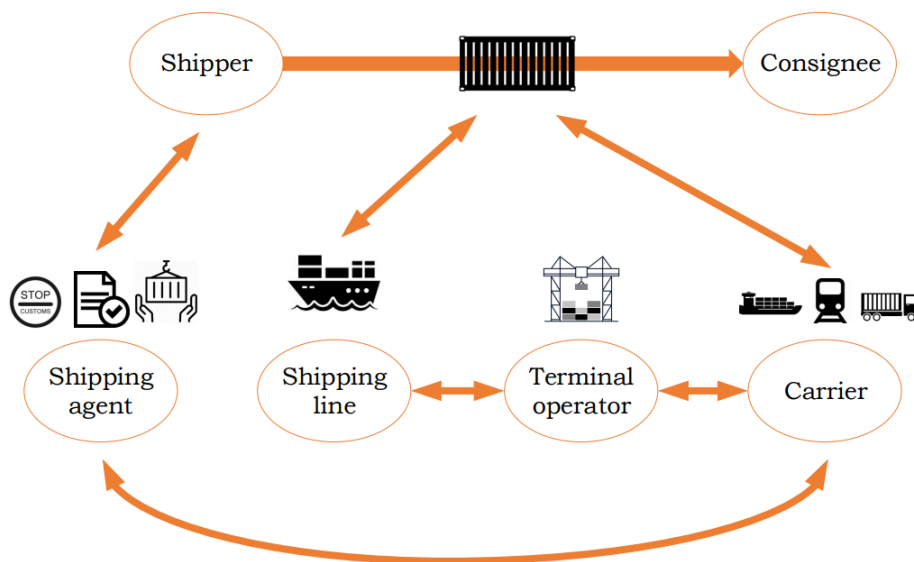 Shipper
Consignee
STOP
CUSTOMS
Shipping
agent
Shipping
line
Terminal
operator
Carrier